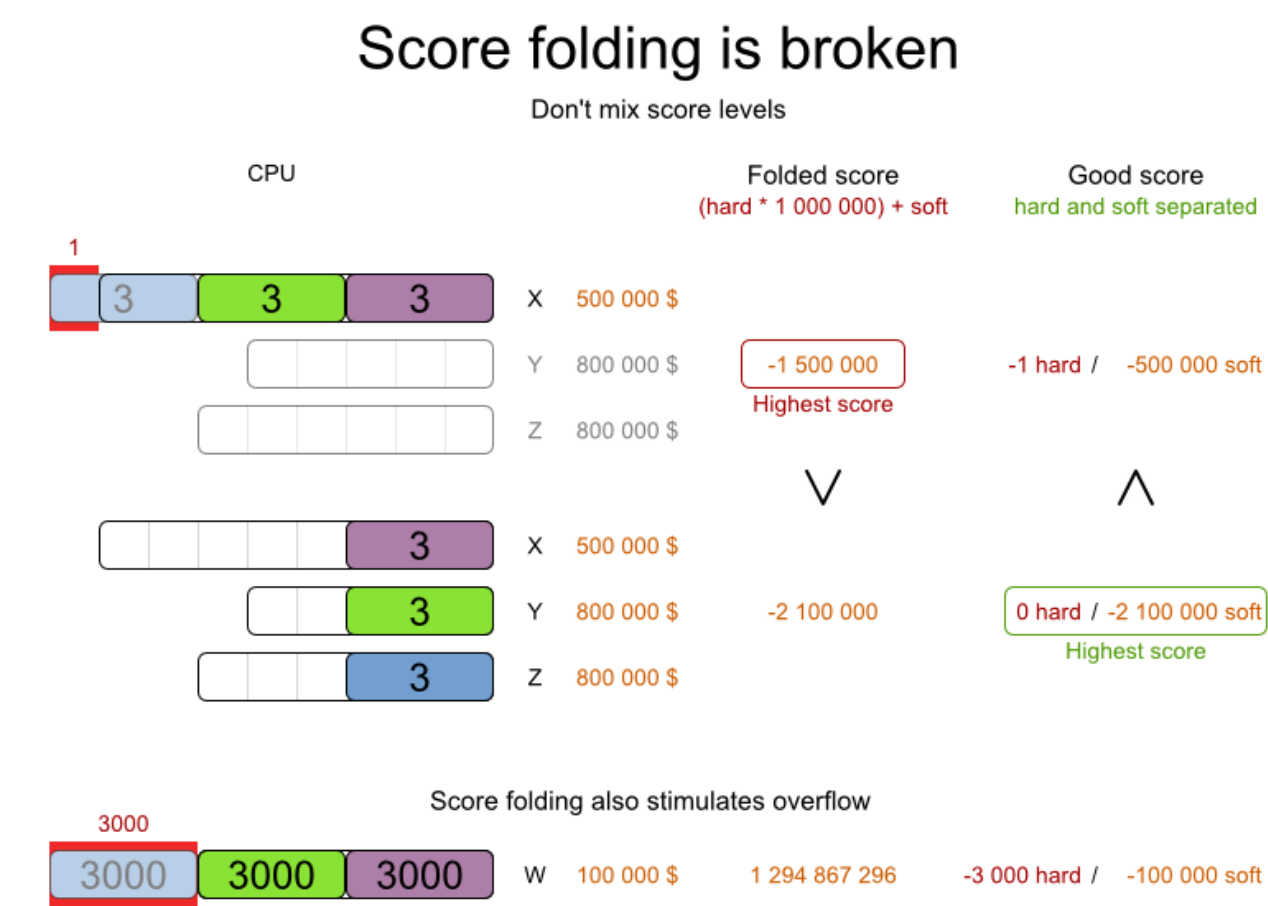 Score folding is broken
Don't mix score levels
CPU
Folded score
Good score
(hard * 1 000 000) + soft
hard and soft separated
1
3 3 3 X 500 000 $
Y 800 000 $ -1 500 000 -1 hard / -500 000 soft
Highest score
Z 800 000 $
> <
3 X 500 000 $
3 Y 800 000 $ -2 100 000 0 hard / -2 100 000 soft
Highest score
3 Z 800 000 $
Score folding also stimulates overflow
3000
3000 3000 3000 W 100 000 $ 1 294 867 296 -3 000 hard / -100 000 soft